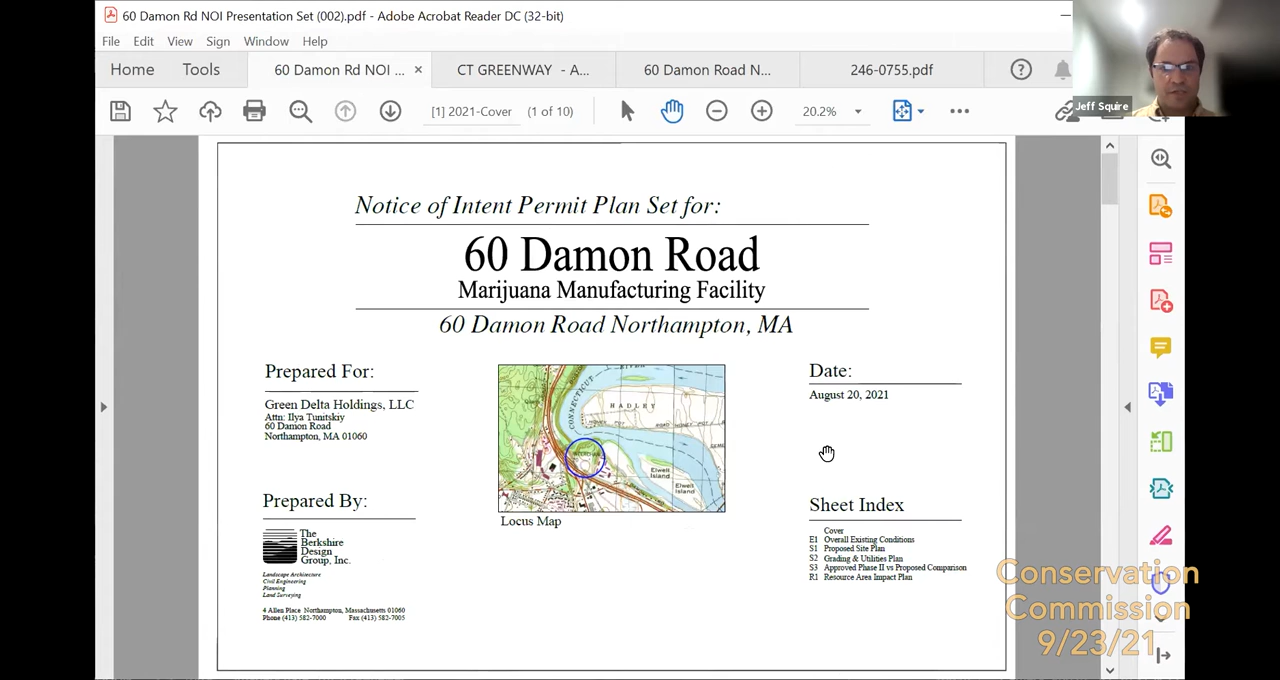 60 Damon Rd NOI Presentation Set (002).pdf - Adobe Acrobat Reader DC (32-bit)
File Edit View Sign Window Help
Home Tools 60 Damon Rd NOI ... × CT GREENWAY - A... 60 Damon Road N... 246-0755.pdf
[1] 2021-Cover (1 of 10) 20.2%
Jeff Squire
Notice of Intent Permit Plan Set for:
60 Damon Road
Marijuana Manufacturing Facility
60 Damon Road Northampton, MA
Prepared For:
Green Delta Holdings, LLC
Attn: Ilya Tunitskiy
60 Damon Road
Northampton, MA 01060
Prepared By:
The
Berkshire
Design
Group, Inc.
Landscape Architecture
Civil Engineering
Planning
Land Surveying
4 Allen Place Northampton, Massachusetts 01060
Phone (413) 582-7000 Fax (413) 582-7005
CONNECTICUT
RIVER
HADLEY
Elwell
Island
Elwell
Island
Locus Map
Date:
August 20, 2021
Sheet Index
Cover
E1 Overall Existing Conditions
S1 Proposed Site Plan
S2 Grading & Utilities Plan
S3 Approved Phase II vs Proposed Comparison
R1 Resource Area Impact Plan
Conservation
Commission
9/23/21